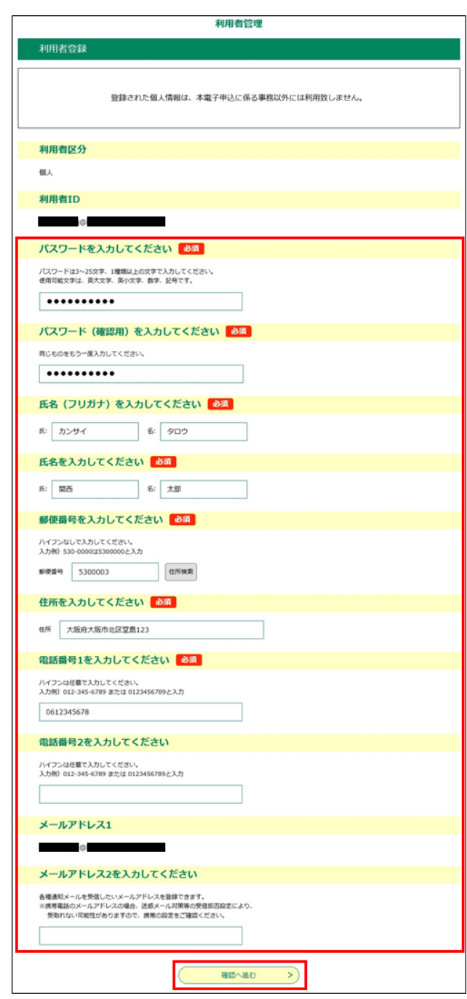 利用者管理
利用者登録
登録された個人情報は、本電子申込に係る事務以外には利用致しません。
利用者区分
個人
利用者ID
@
パスワードを入力してください 必須
パスワードは3～25文字、1種類以上の文字で入力してください。
使用可能文字は、英大文字、英小文字、数字、記号です。
●●●●●●●●●●
パスワード（確認用）を入力してください 必須
同じものをもう一度入力してください。
●●●●●●●●●●
氏名（フリガナ）を入力してください 必須
氏: カンサイ 名: タロウ
氏名を入力してください 必須
氏: 関西 名: 太郎
郵便番号を入力してください 必須
ハイフンなしで入力してください。
入力例）530-0000は5300000と入力
郵便番号 5300003 住所検索
住所を入力してください 必須
住所 大阪府大阪市北区堂島123
電話番号1を入力してください 必須
ハイフンは任意で入力してください。
入力例）012-345-6789 または 0123456789と入力
0612345678
電話番号2を入力してください
ハイフンは任意で入力してください。
入力例）012-345-6789 または 0123456789と入力
メールアドレス1
@
メールアドレス2を入力してください
各種通知メールを受信したいメールアドレスを登録できます。
※携帯電話のメールアドレスの場合、迷惑メール対策等の受信拒否設定により、
受取れない可能性がありますので、携帯の設定をご確認ください。
確認へ進む >